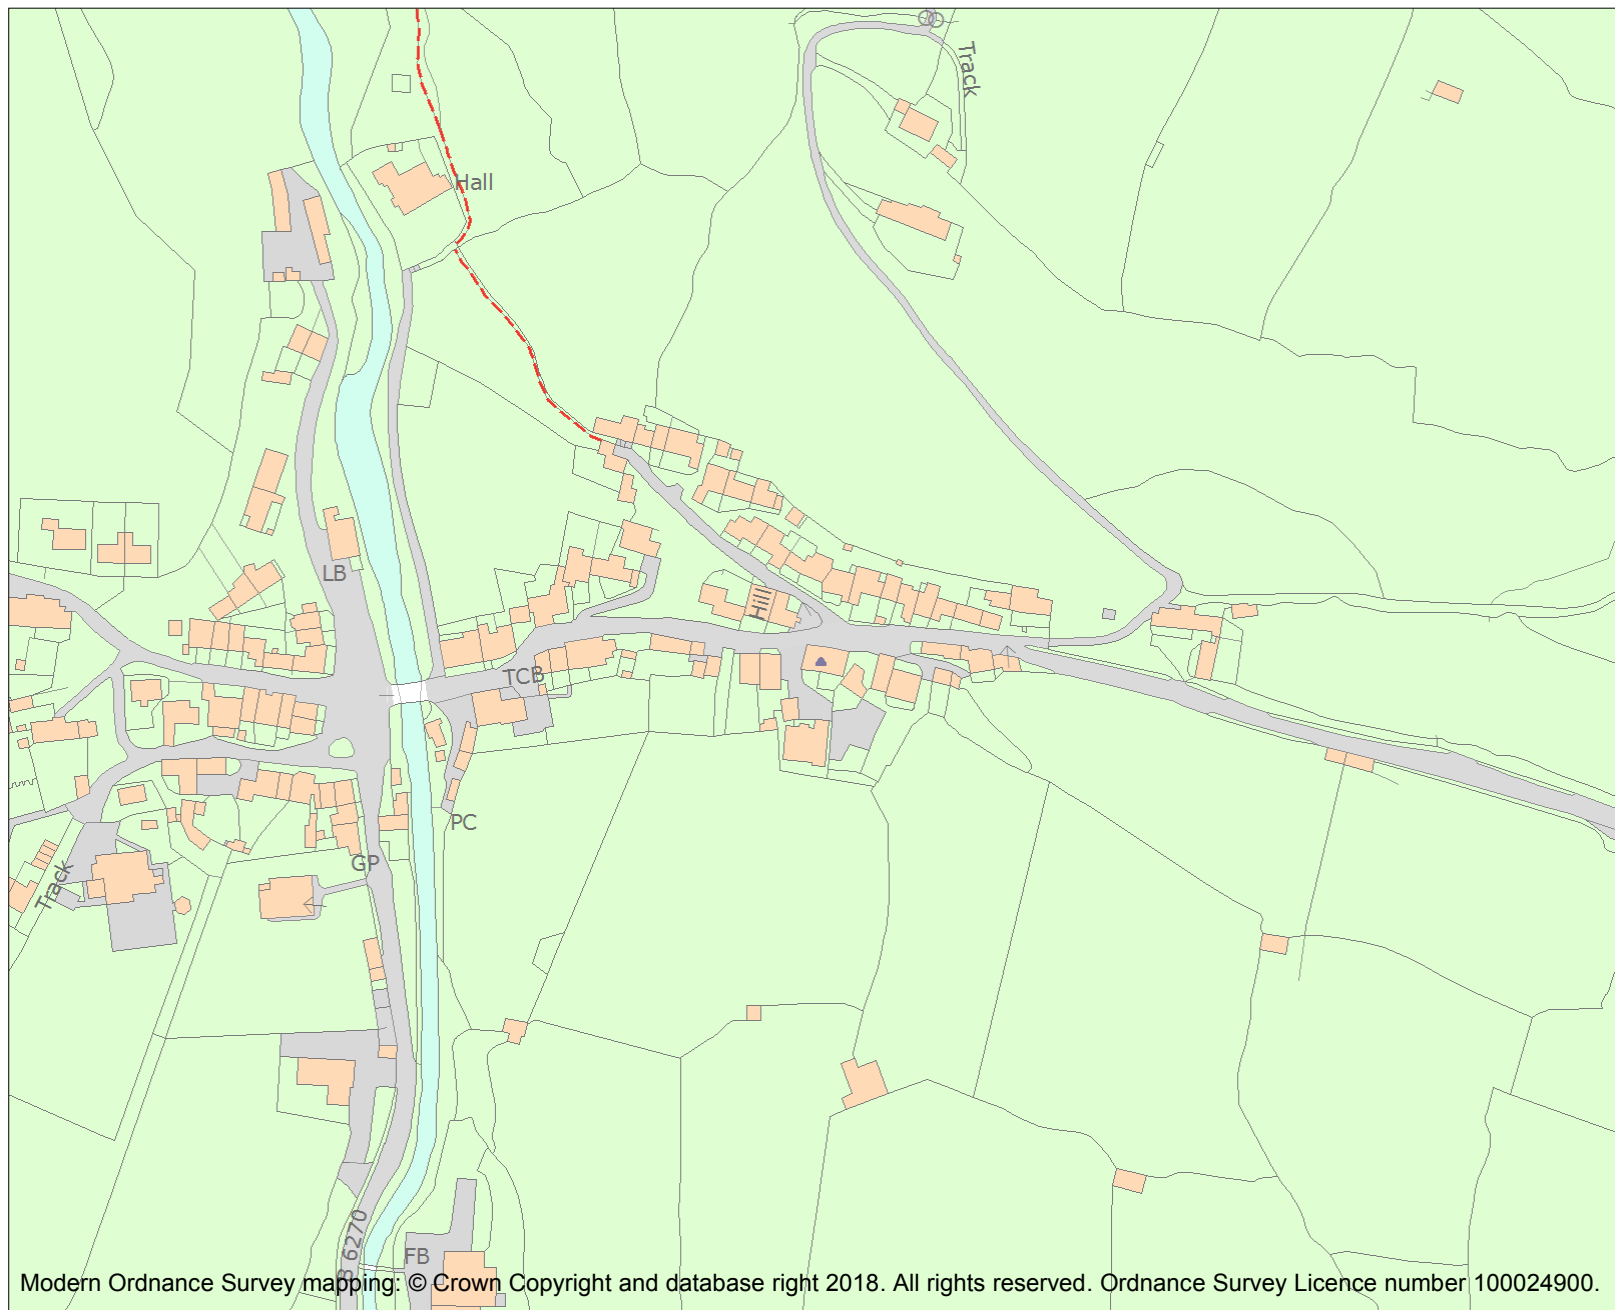 Track
Hall
LB
Hill
TCB
PC
GP
Track
B 6270
FB
Modern Ordnance Survey mapping: © Crown Copyright and database right 2018. All rights reserved. Ordnance Survey Licence number 100024900.